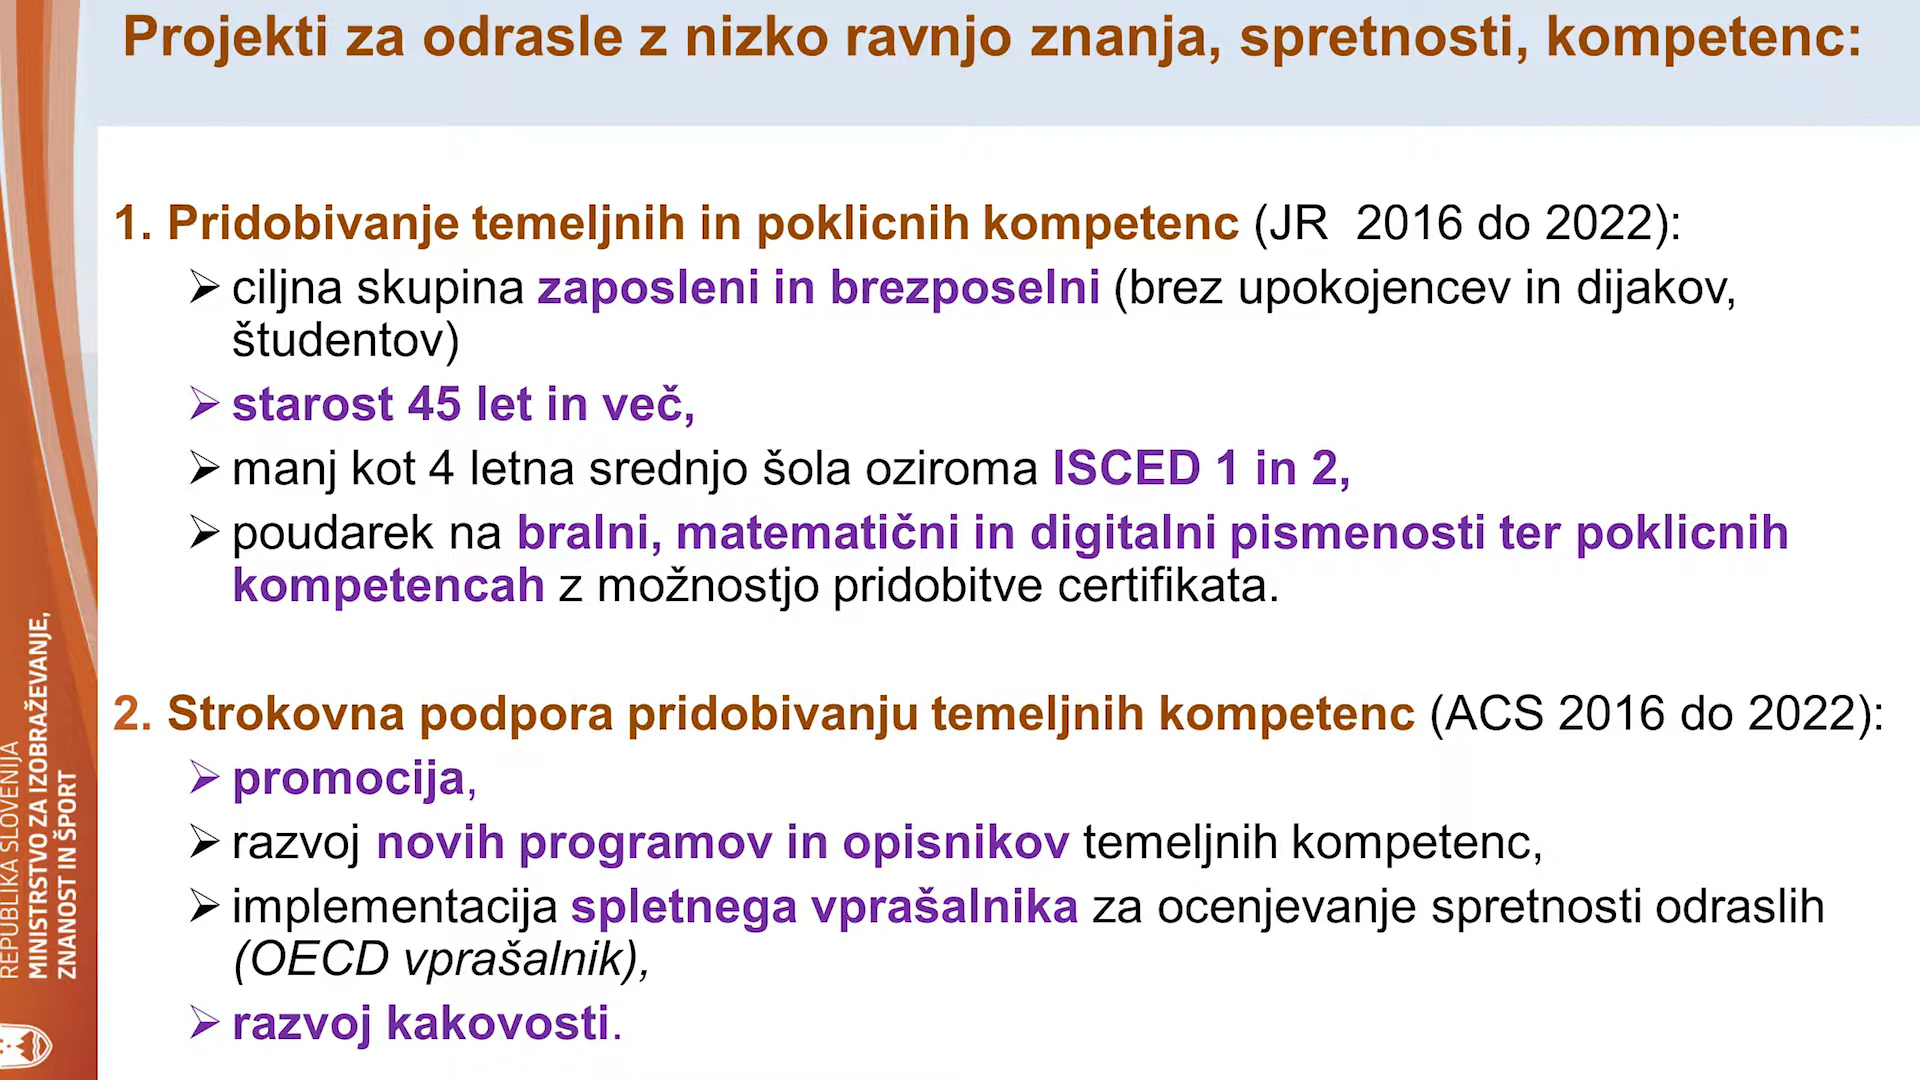 Projekti za odrasle z nizko ravnjo znanja, spretnosti, kompetenc:
1. Pridobivanje temeljnih in poklicnih kompetenc (JR 2016 do 2022):
➢ ciljna skupina zaposleni in brezposelni (brez upokojencev in dijakov,
študentov)
➢ starost 45 let in več,
➢ manj kot 4 letna srednjo šola oziroma ISCED 1 in 2,
➢ poudarek na bralni, matematični in digitalni pismenosti ter poklicnih
kompetencah z možnostjo pridobitve certifikata.
2. Strokovna podpora pridobivanju temeljnih kompetenc (ACS 2016 do 2022):
➢ promocija,
➢ razvoj novih programov in opisnikov temeljnih kompetenc,
➢ implementacija spletnega vprašalnika za ocenjevanje spretnosti odraslih
(OECD vprašalnik),
➢ razvoj kakovosti.
REPUBLIKA SLOVENIJA
MINISTRSTVO ZA IZOBRAŽEVANJE,
ZNANOST IN ŠPORT